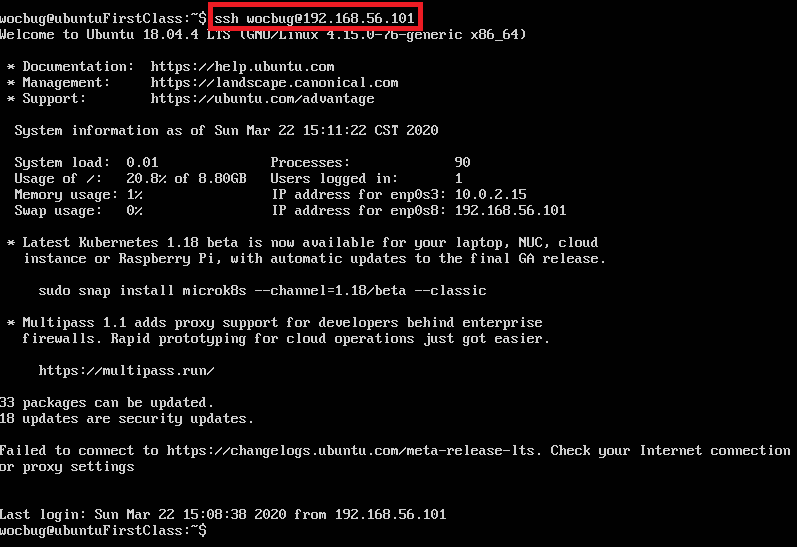 wocbug@ubuntuFirstClass:~$ ssh wocbug@192.168.56.101
Welcome to Ubuntu 18.04.4 LTS (GNU/Linux 4.15.0-76-generic x86_64)
* Documentation:  https://help.ubuntu.com
* Management:     https://landscape.canonical.com
* Support:        https://ubuntu.com/advantage
System information as of Sun Mar 22 15:11:22 CST 2020
System load:  0.01               Processes:             90
Usage of /:   20.8% of 8.80GB   Users logged in:       1
Memory usage: 1%                 IP address for enp0s3: 10.0.2.15
Swap usage:   0%                 IP address for enp0s8: 192.168.56.101
* Latest Kubernetes 1.18 beta is now available for your laptop, NUC, cloud
instance or Raspberry Pi, with automatic updates to the final GA release.
sudo snap install microk8s --channel=1.18/beta --classic
* Multipass 1.1 adds proxy support for developers behind enterprise
firewalls. Rapid prototyping for cloud operations just got easier.
https://multipass.run/
33 packages can be updated.
18 updates are security updates.
Failed to connect to https://changelogs.ubuntu.com/meta-release-lts. Check your Internet connection
or proxy settings
Last login: Sun Mar 22 15:08:38 2020 from 192.168.56.101
wocbug@ubuntuFirstClass:~$